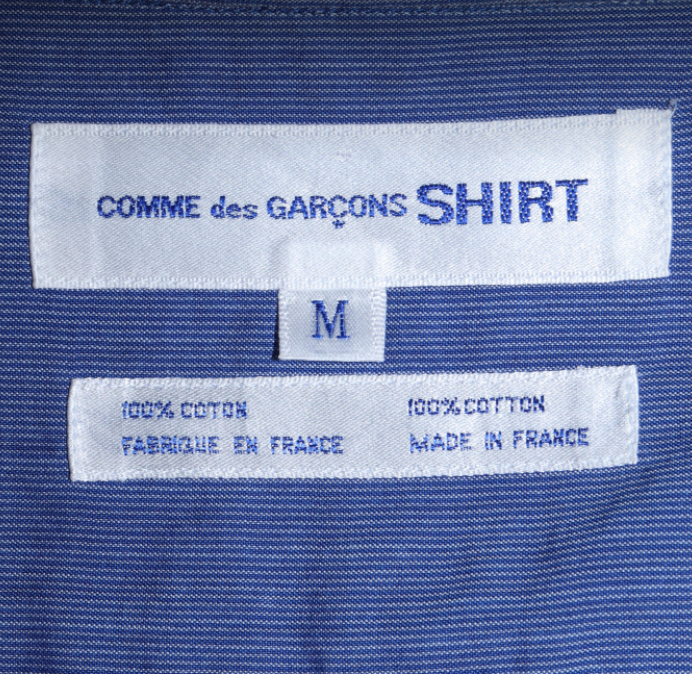 COMME des GARÇONS SHIRT
M
100% COTON 100% COTTON
FABRIQUE EN FRANCE MADE IN FRANCE